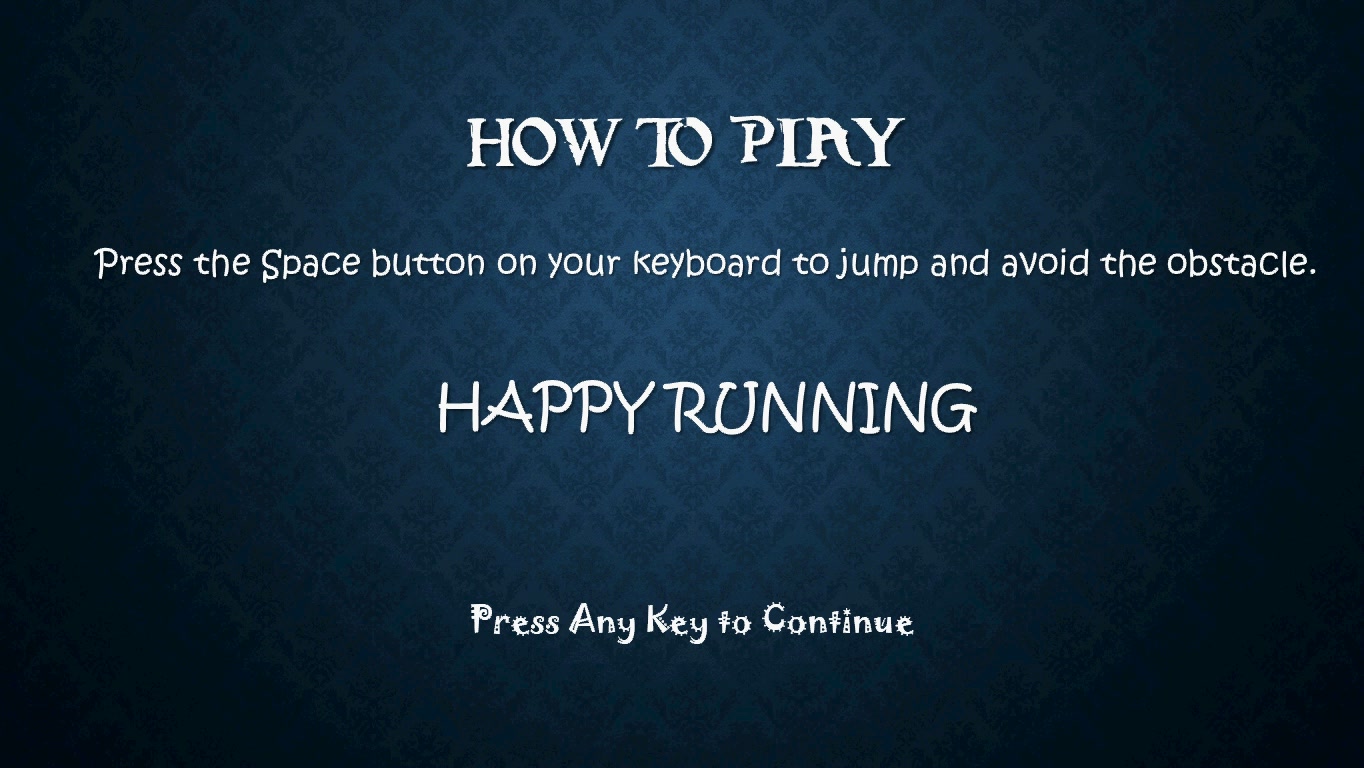 HOW TO PLAY
Press the Space button on your keyboard to jump and avoid the obstacle.
HAPPY RUNNING
Press Any Key to Continue